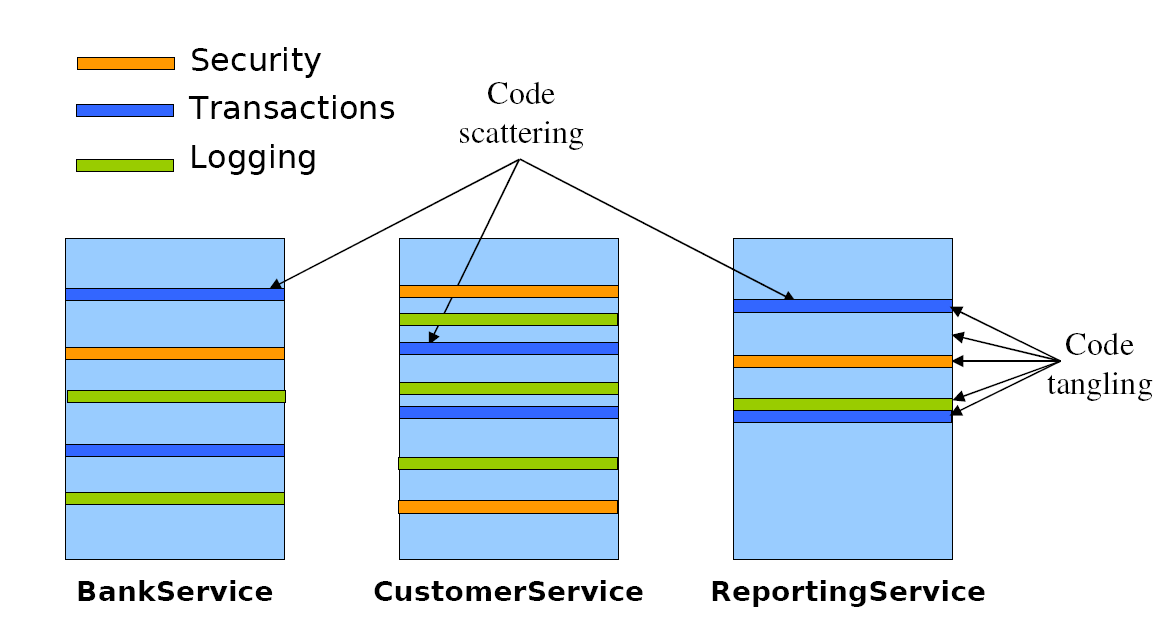 Security
Transactions
Logging
Code
scattering
Code
tangling
BankService
CustomerService
ReportingService